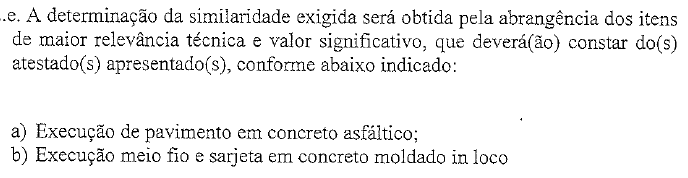 .e. A determinação da similaridade exigida será obtida pela abrangência dos itens
de maior relevância técnica e valor significativo, que deverá(ão) constar do(s)
atestado(s) apresentado(s), conforme abaixo indicado:
a) Execução de pavimento em concreto asfáltico;
b) Execução meio fio e sarjeta em concreto moldado in loco